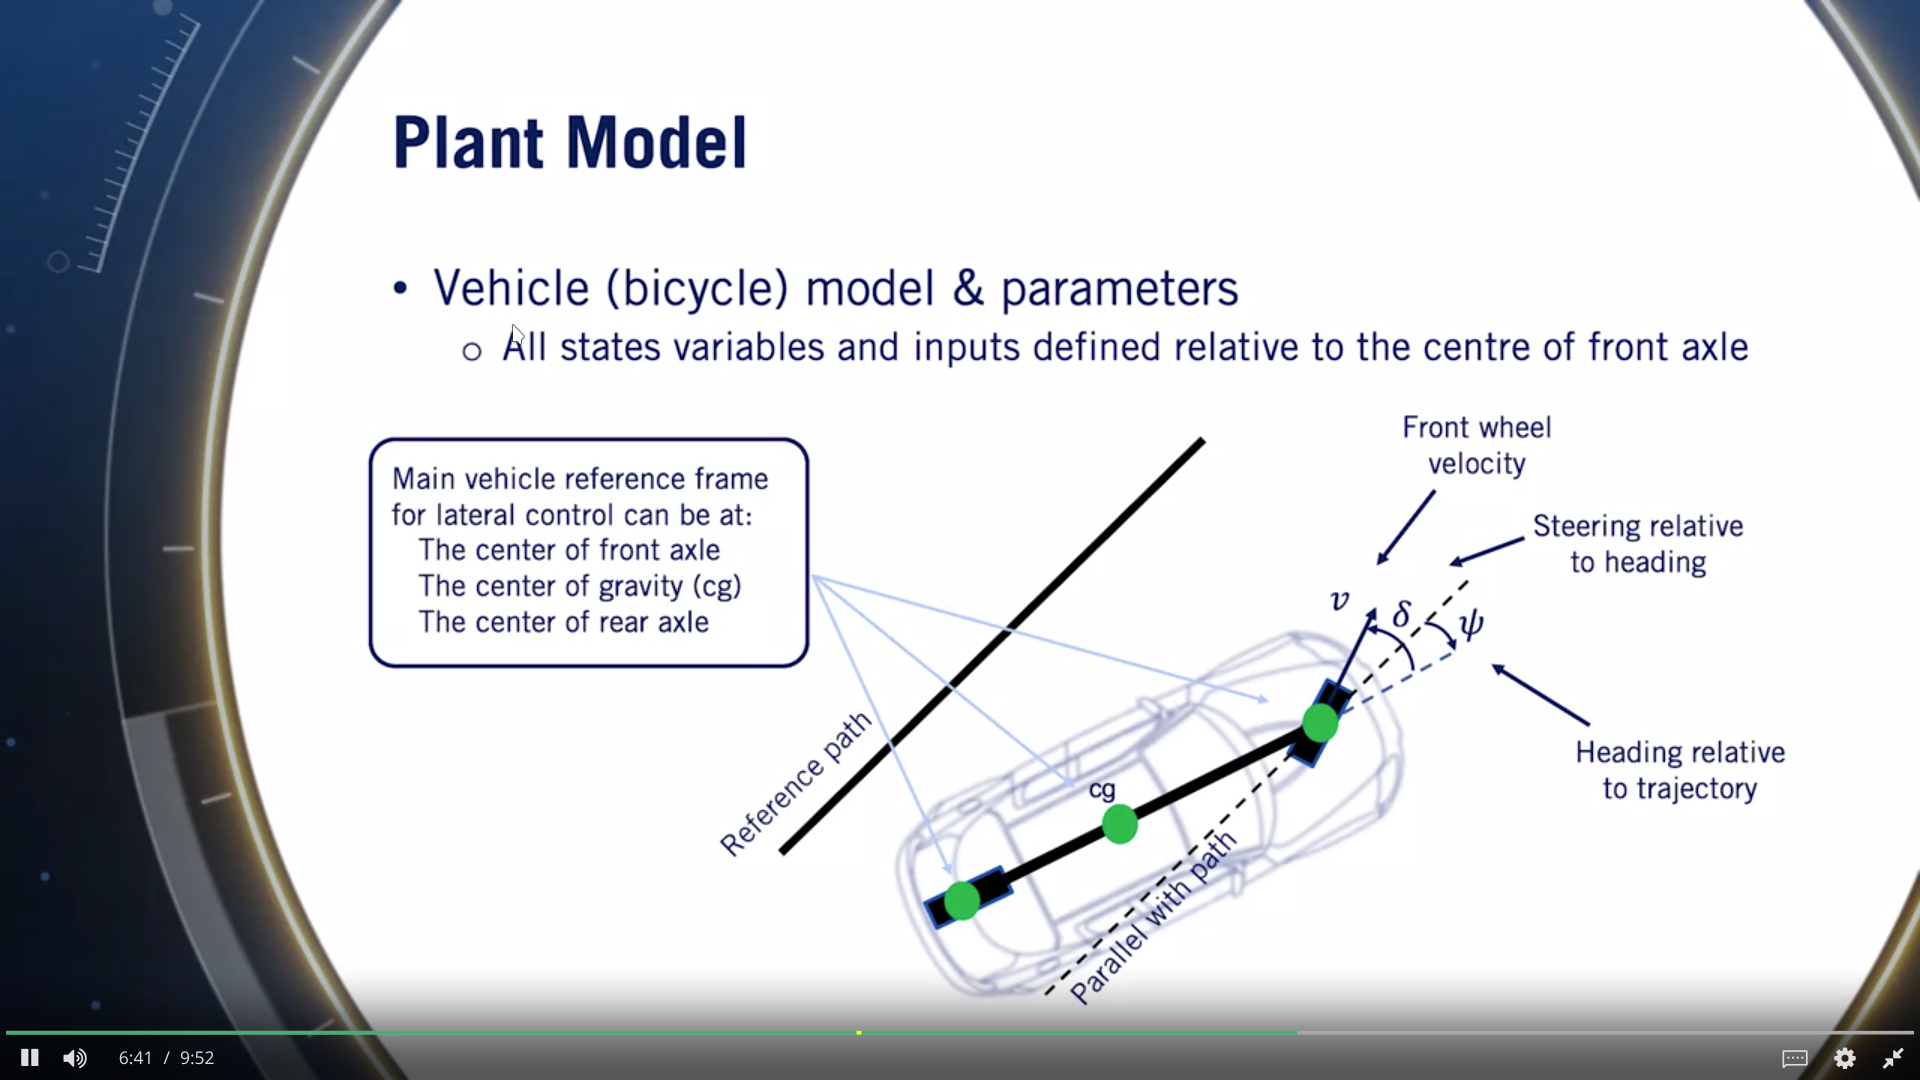 Plant Model
• Vehicle (bicycle) model & parameters
○ All states variables and inputs defined relative to the centre of front axle
Main vehicle reference frame
for lateral control can be at:
The center of front axle
The center of gravity (cg)
The center of rear axle
Front wheel
velocity
Steering relative
to heading
v
δ
ψ
Heading relative
to trajectory
Reference path
cg
Parallel with path
6:41 / 9:52